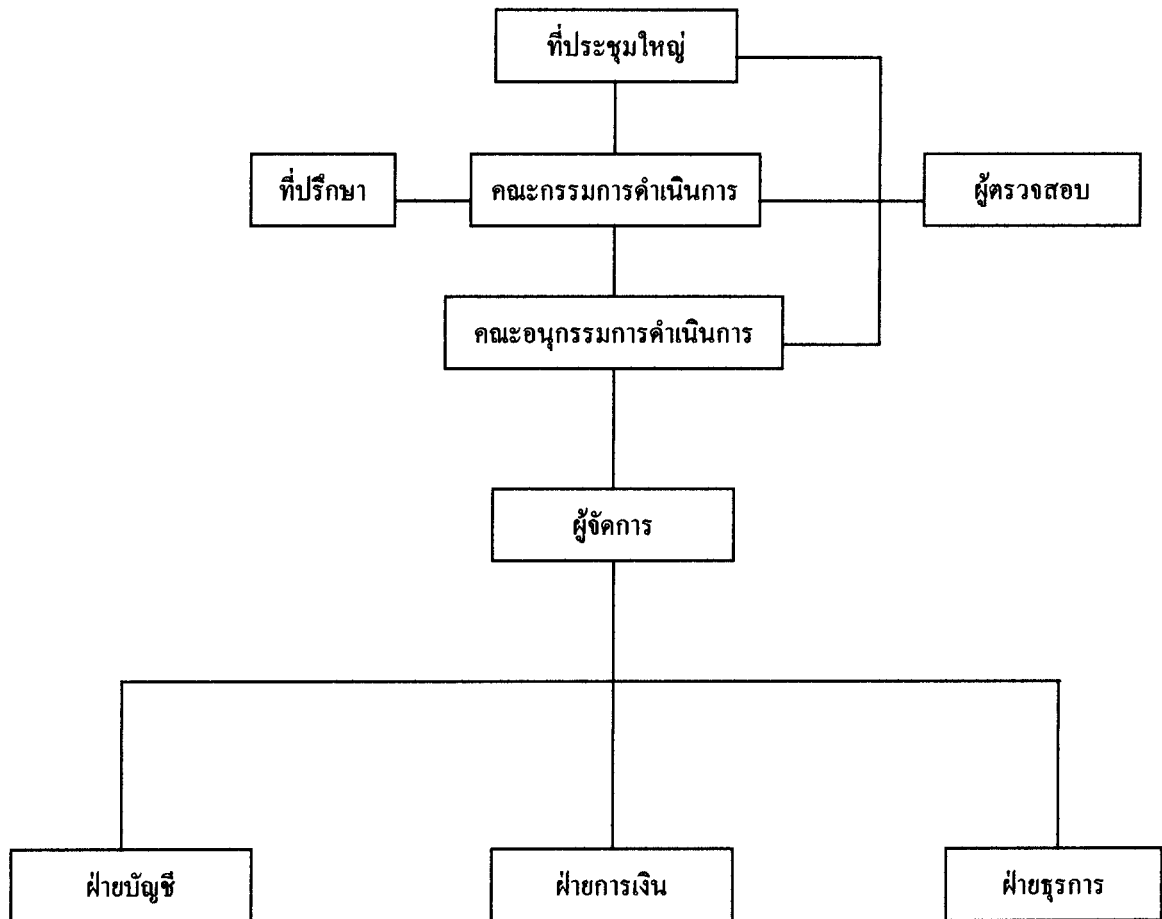 ที่ประชุมใหญ่
ที่ปรึกษา
คณะกรรมการดำเนินการ
ผู้ตรวจสอบ
คณะอนุกรรมการดำเนินการ
ผู้จัดการ
ฝ่ายบัญชี
ฝ่ายการเงิน
ฝ่ายธุรการ